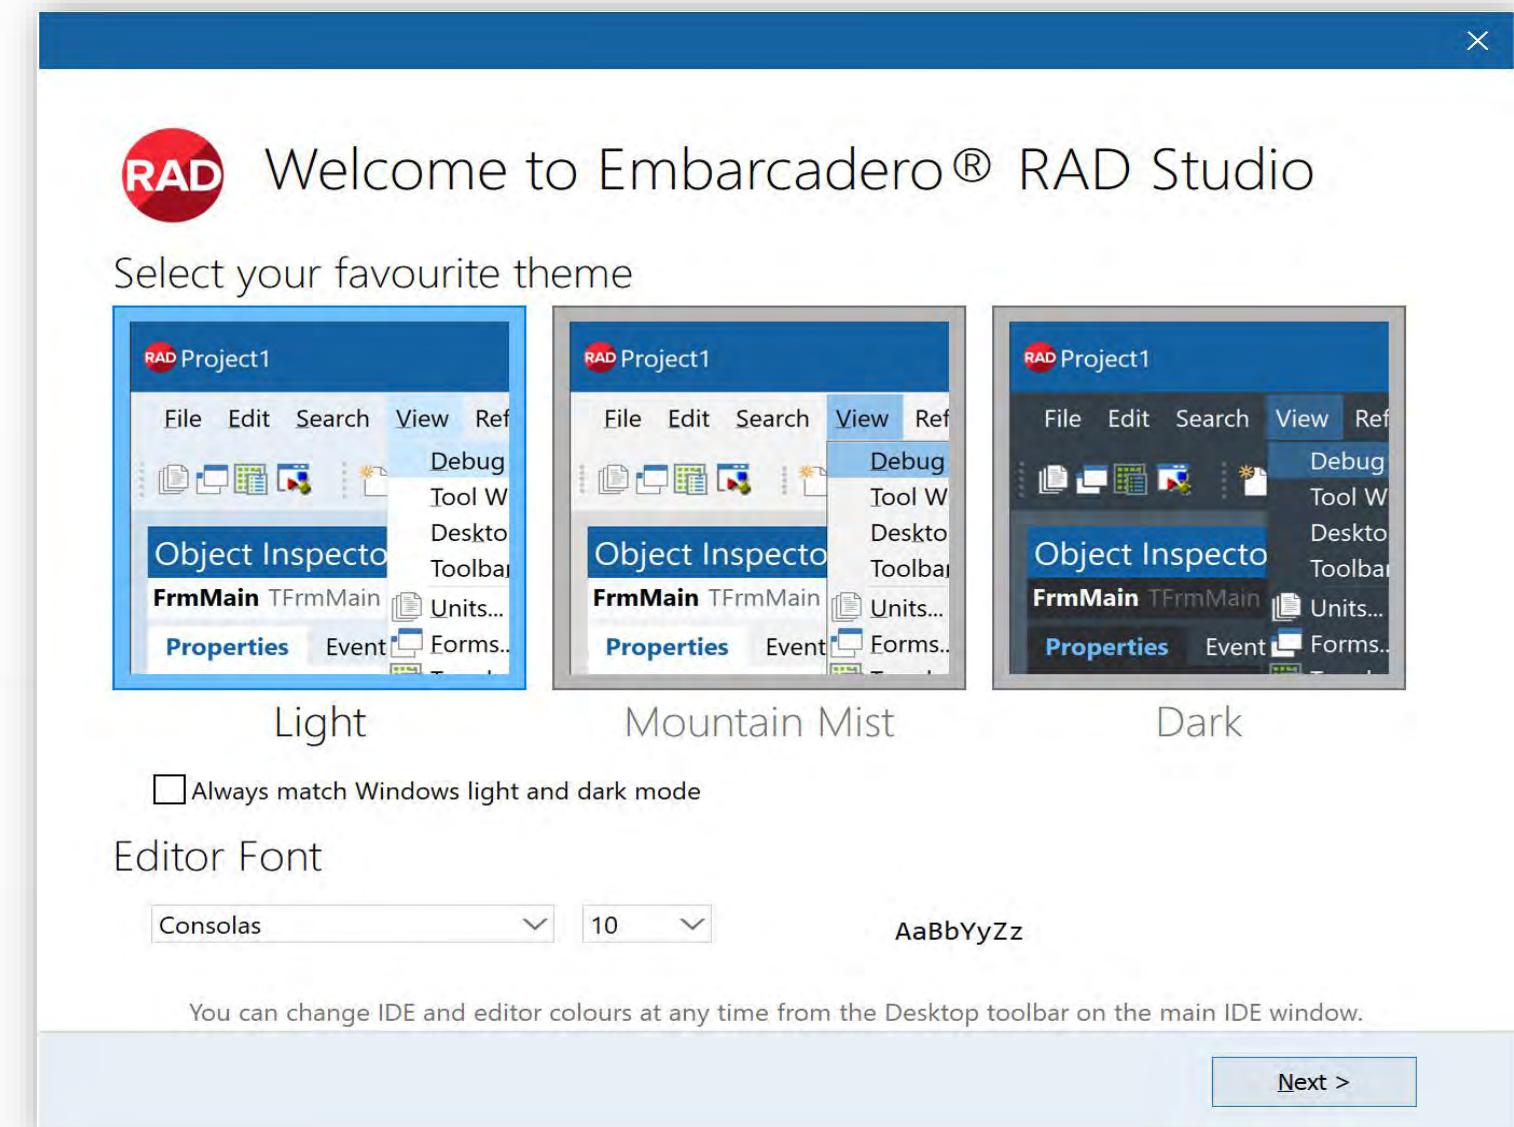 RAD Welcome to Embarcadero® RAD Studio
Select your favourite theme
RAD Project1
File Edit Search View Ref
Debug
Tool W
Deskto
Object Inspecto
Toolbar
FrmMain TFrmMain
Units...
Properties Event
Forms..
RAD Project1
File Edit Search View Ref
Debug
Tool W
Deskto
Object Inspecto
Toolbar
FrmMain TFrmMain
Units...
Properties Event
Forms..
RAD Project1
File Edit Search View Ref
Debug
Tool W
Deskto
Object Inspecto
Toolbar
FrmMain TFrmMain
Units...
Properties Event
Forms..
Light Mountain Mist Dark
Always match Windows light and dark mode
Editor Font
Consolas 10 AaBbYyZz
You can change IDE and editor colours at any time from the Desktop toolbar on the main IDE window.
Next >